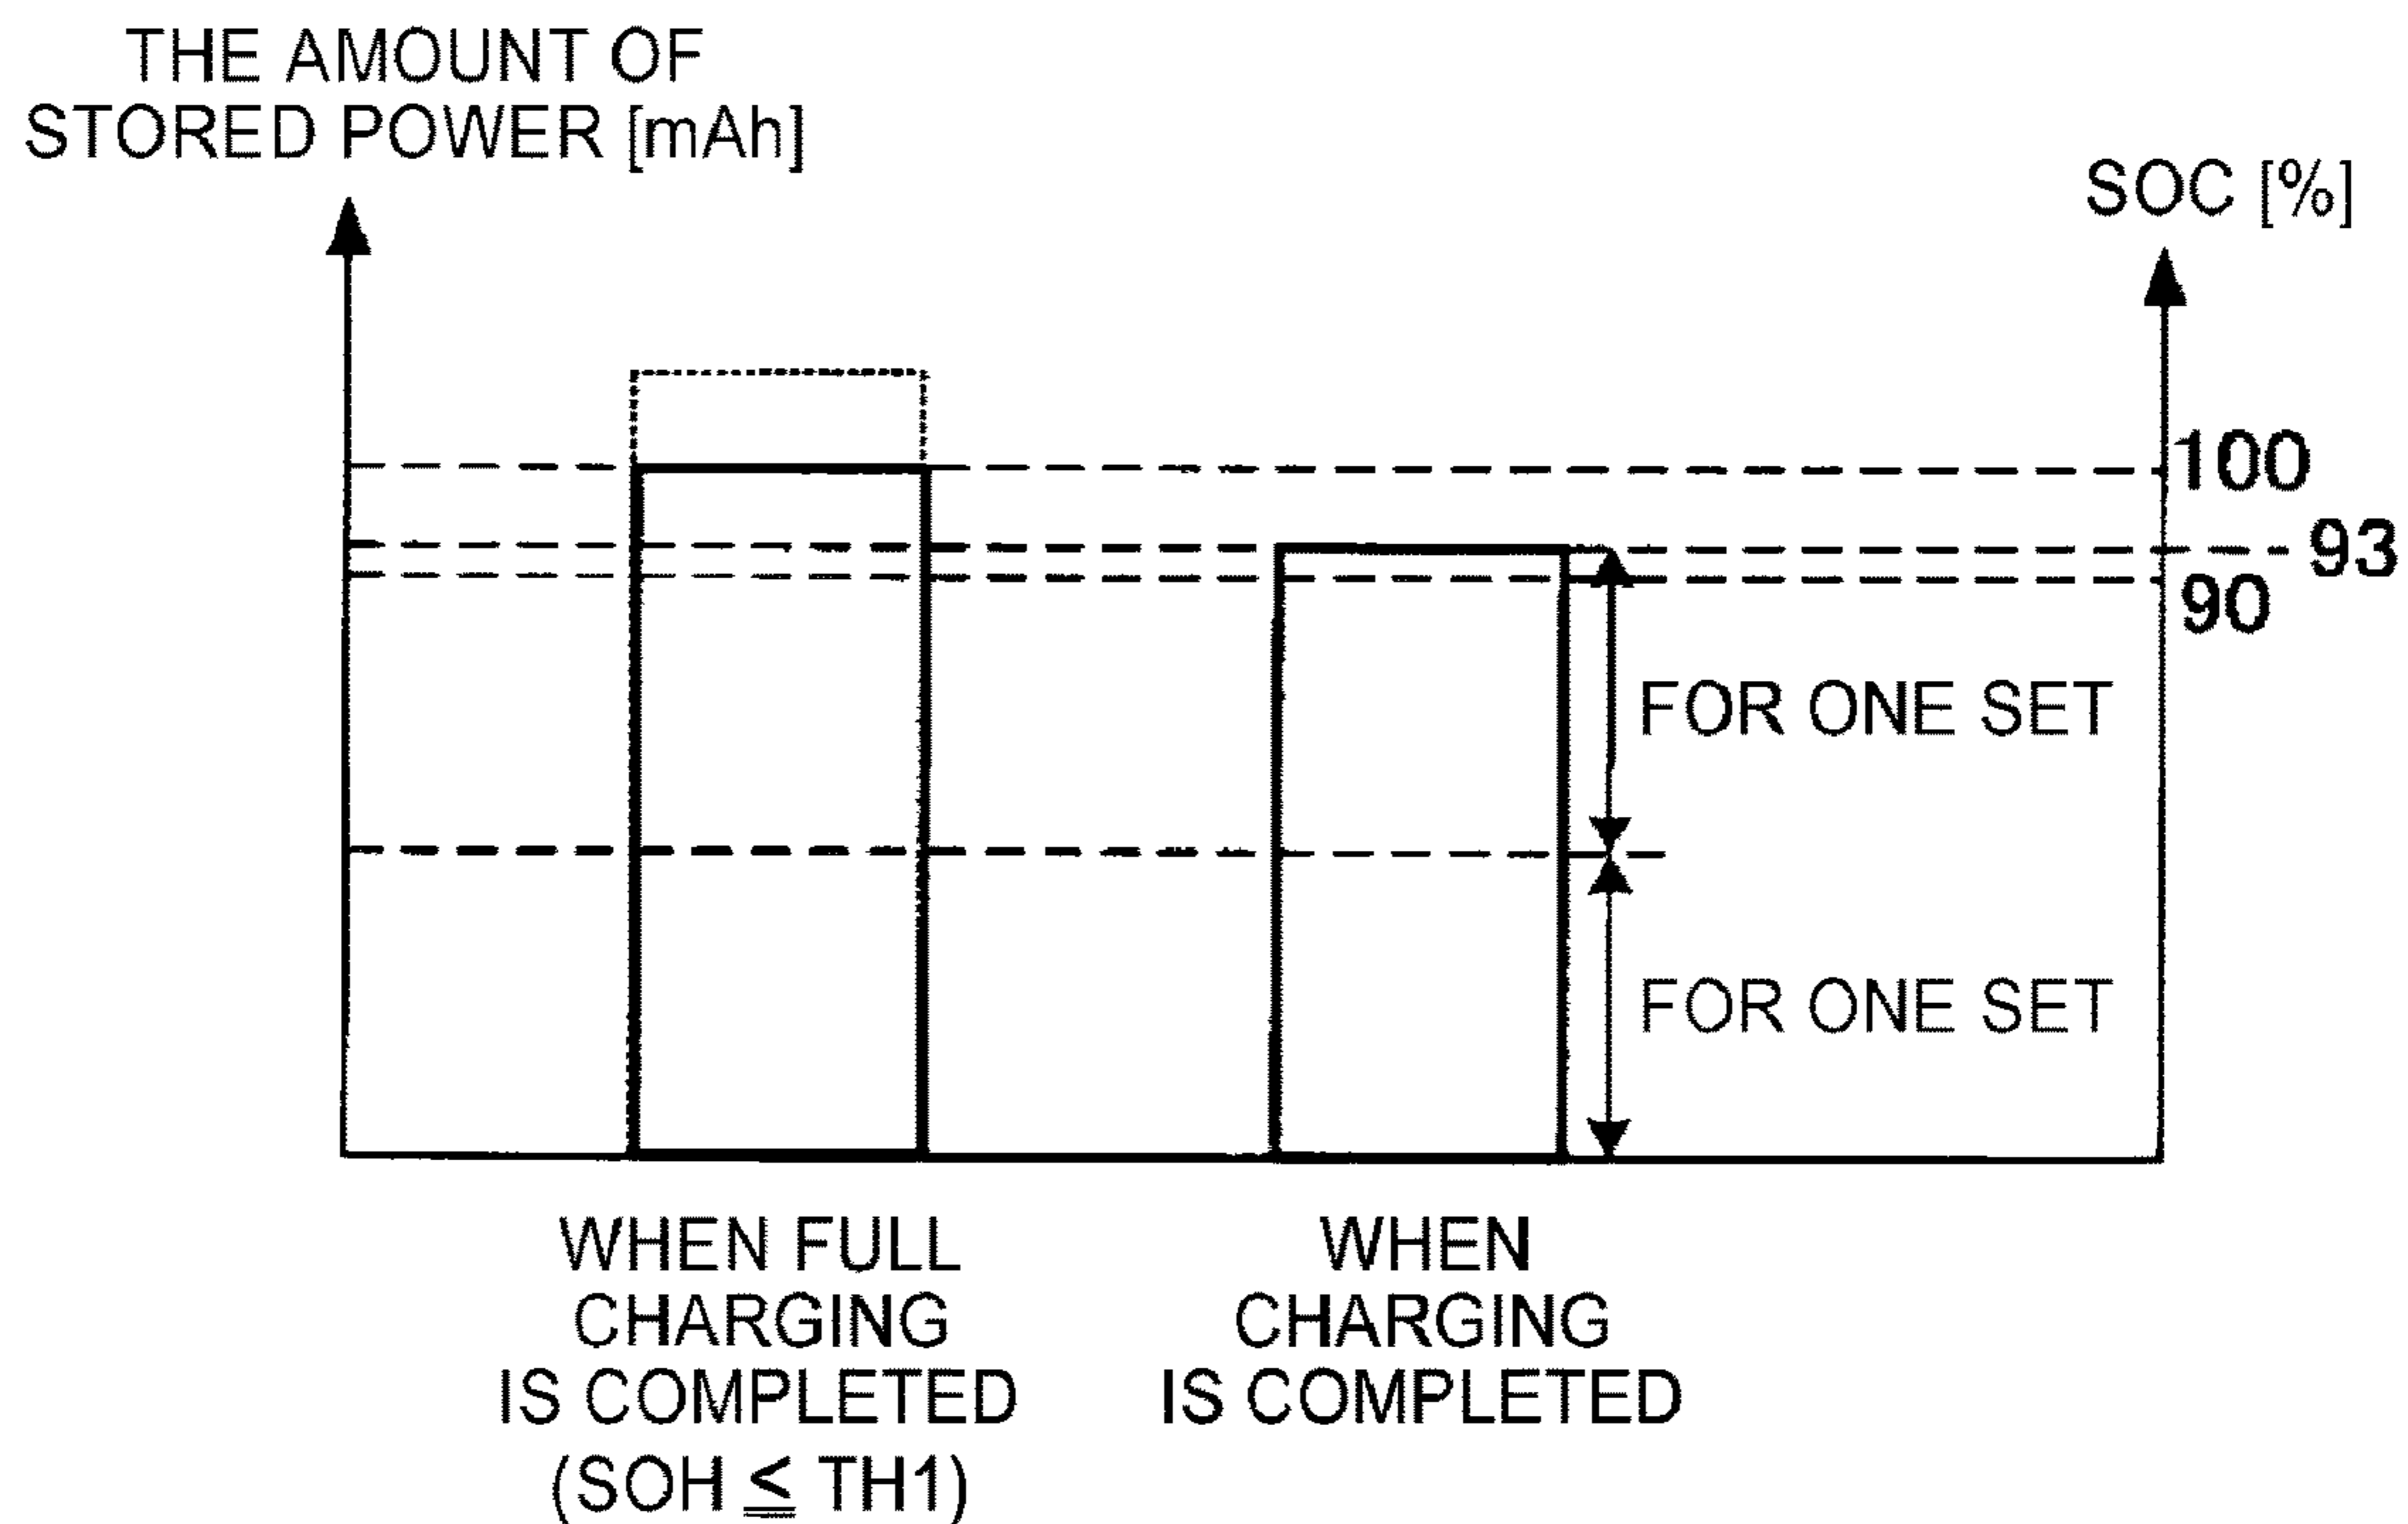 THE AMOUNT OF
STORED POWER [mAh]
SOC [%]
100
93
90
FOR ONE SET
FOR ONE SET
WHEN FULL
CHARGING
IS COMPLETED
(SOH ≦ TH1)
WHEN
CHARGING
IS COMPLETED